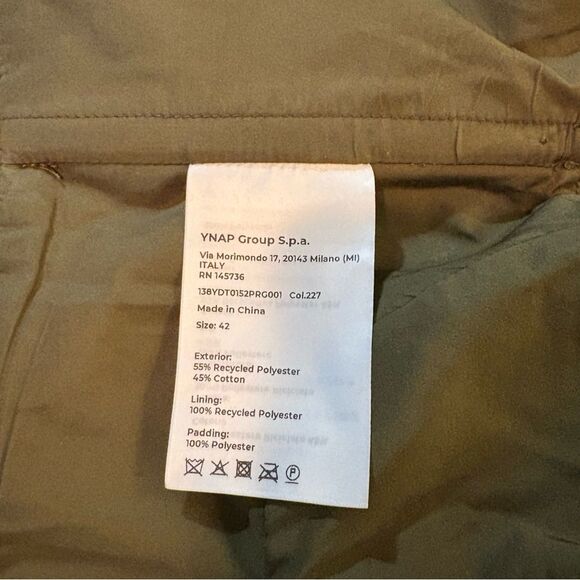 YNAP Group S.p.a.
Via Morimondo 17, 20143 Milano (MI)
ITALY
RN 145736
138YDT0152PRG001 Col.227
Made in China
Size: 42
Exterior:
55% Recycled Polyester
45% Cotton
Lining:
100% Recycled Polyester
Padding:
100% Polyester
P